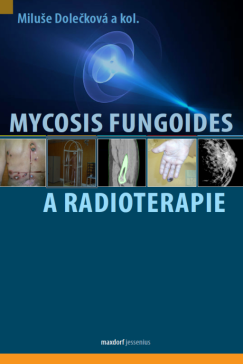 Miluše Dolečková a kol.
MYCOSIS FUNGOIDES
A RADIOTERAPIE
maxdorf jessenius